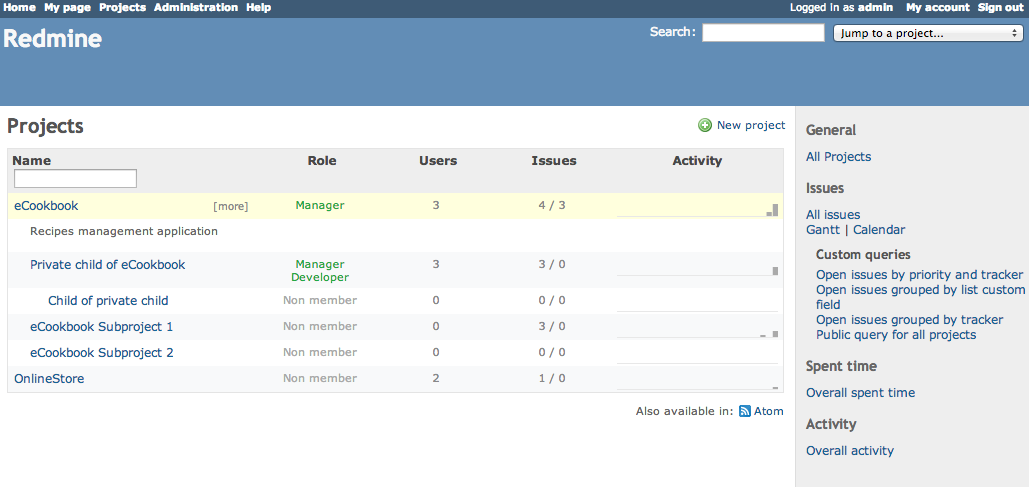 Home My page Projects Administration Help Logged in as admin My account Sign out
Redmine
Search: Jump to a project...
Projects
New project
Name Role Users Issues Activity
eCookbook [more] Manager 3 4 / 3
Recipes management application
Private child of eCookbook Manager 3 3 / 0
Developer
Child of private child Non member 0 0 / 0
eCookbook Subproject 1 Non member 0 3 / 0
eCookbook Subproject 2 Non member 0 0 / 0
OnlineStore Non member 2 1 / 0
Also available in: Atom
General
All Projects
Issues
All issues
Gantt | Calendar
Custom queries
Open issues by priority and tracker
Open issues grouped by list custom
field
Open issues grouped by tracker
Public query for all projects
Spent time
Overall spent time
Activity
Overall activity